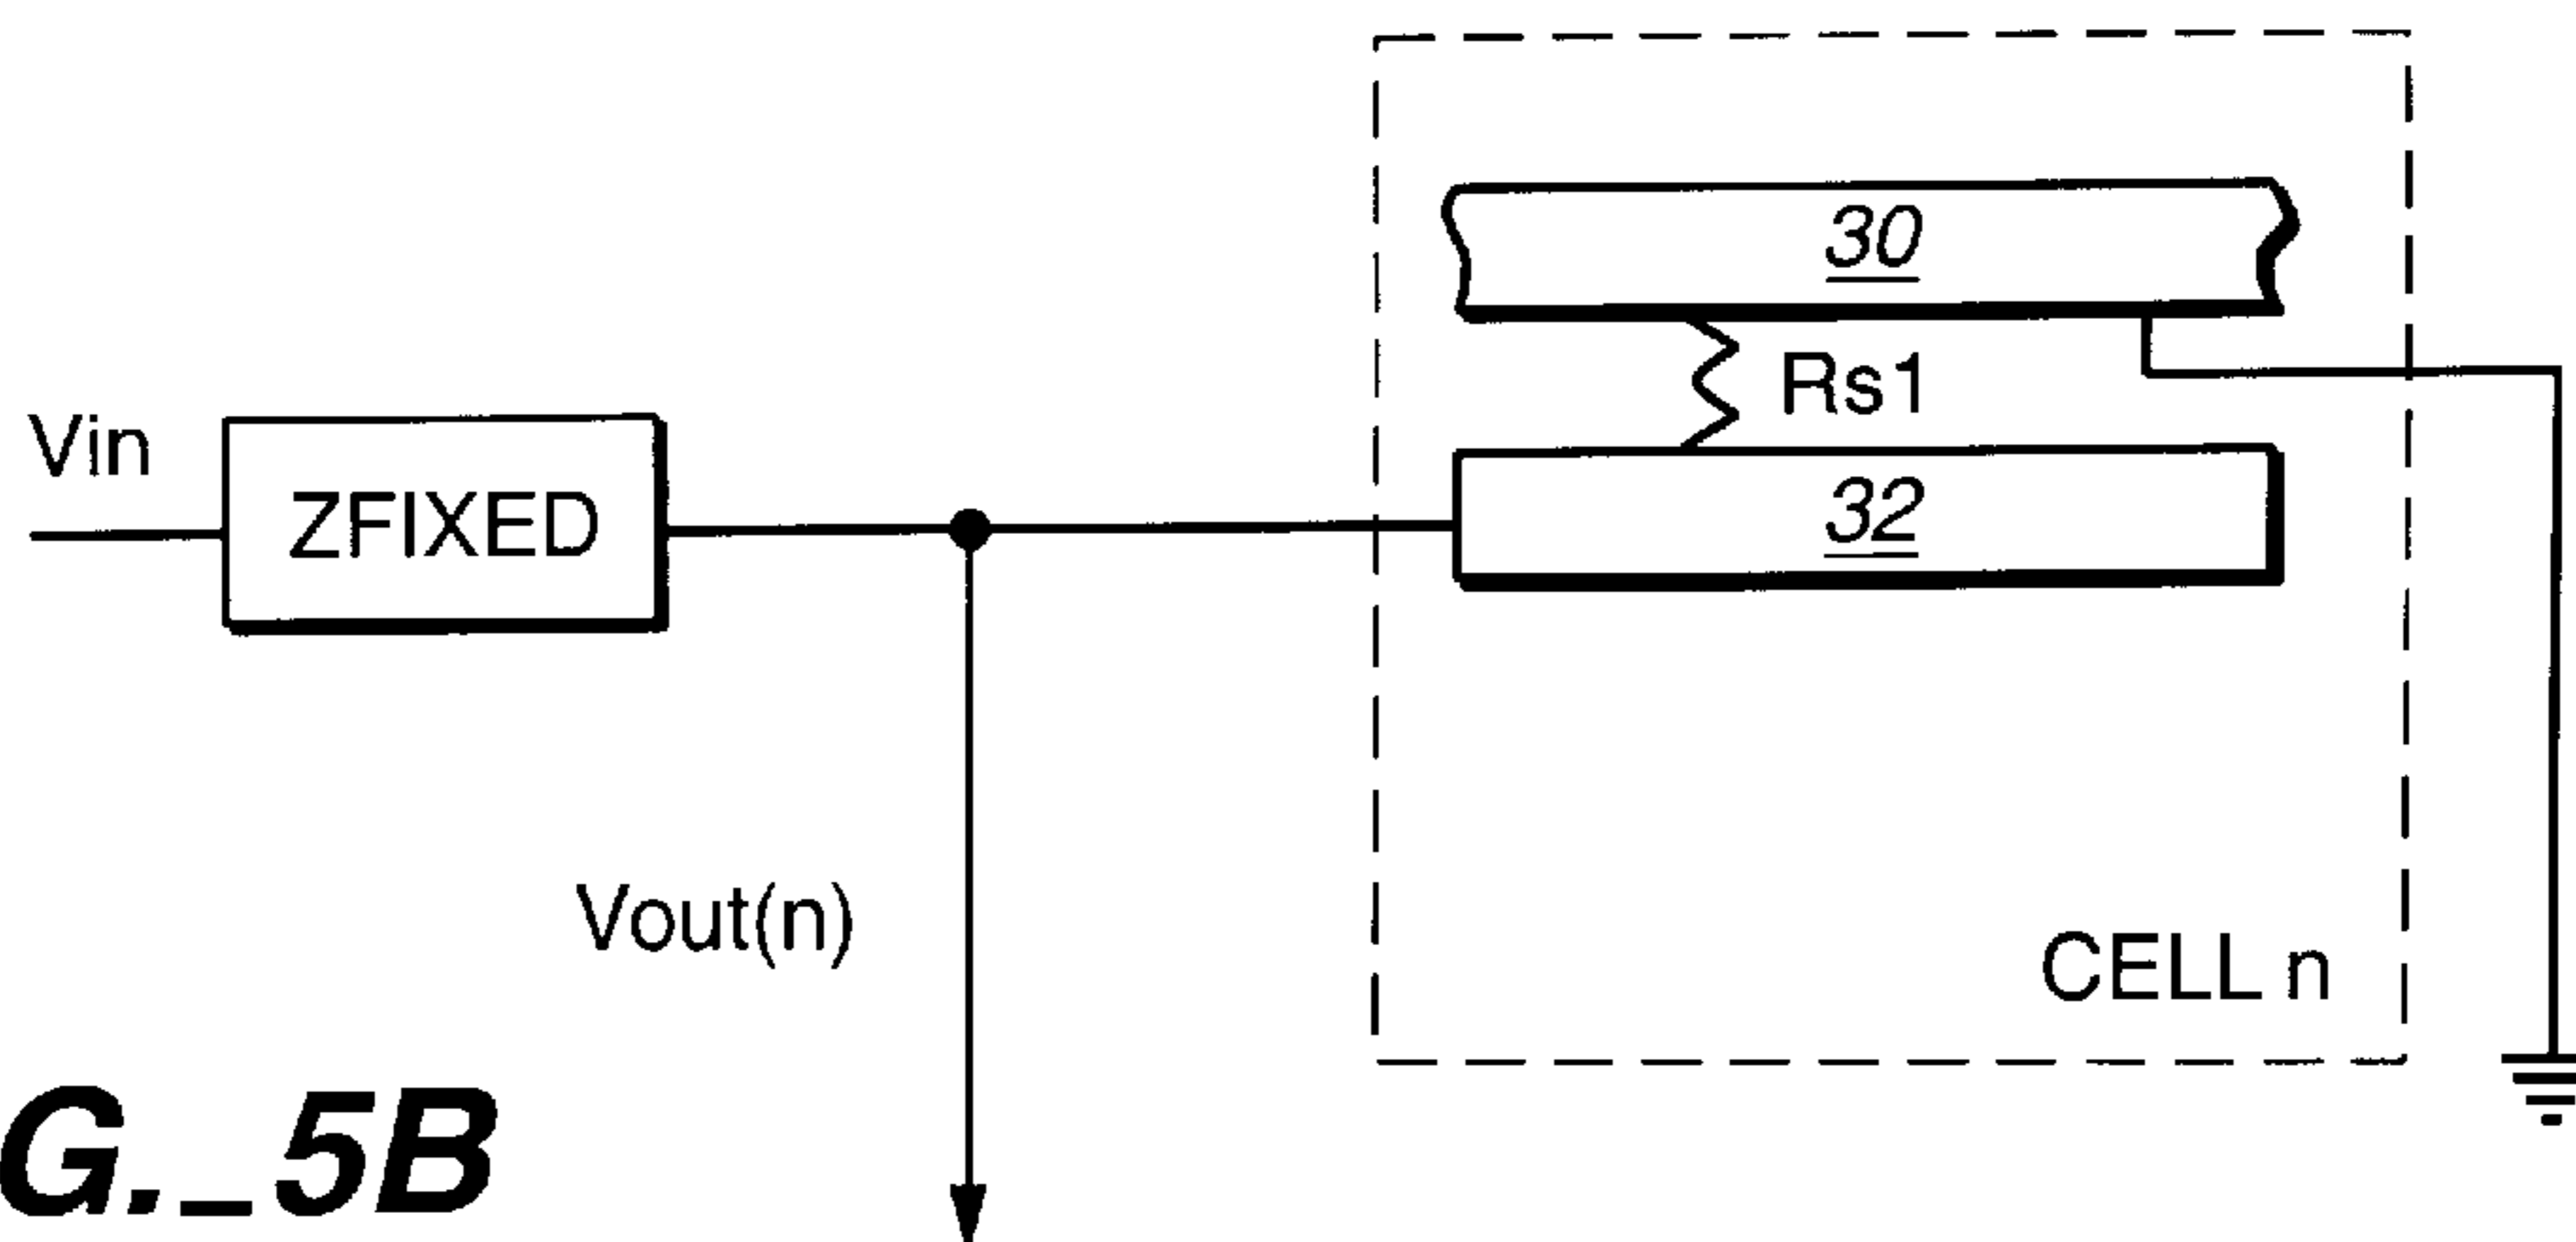 30
Rs1
Vin
ZFIXED
32
Vout(n)
CELL n
G._5B